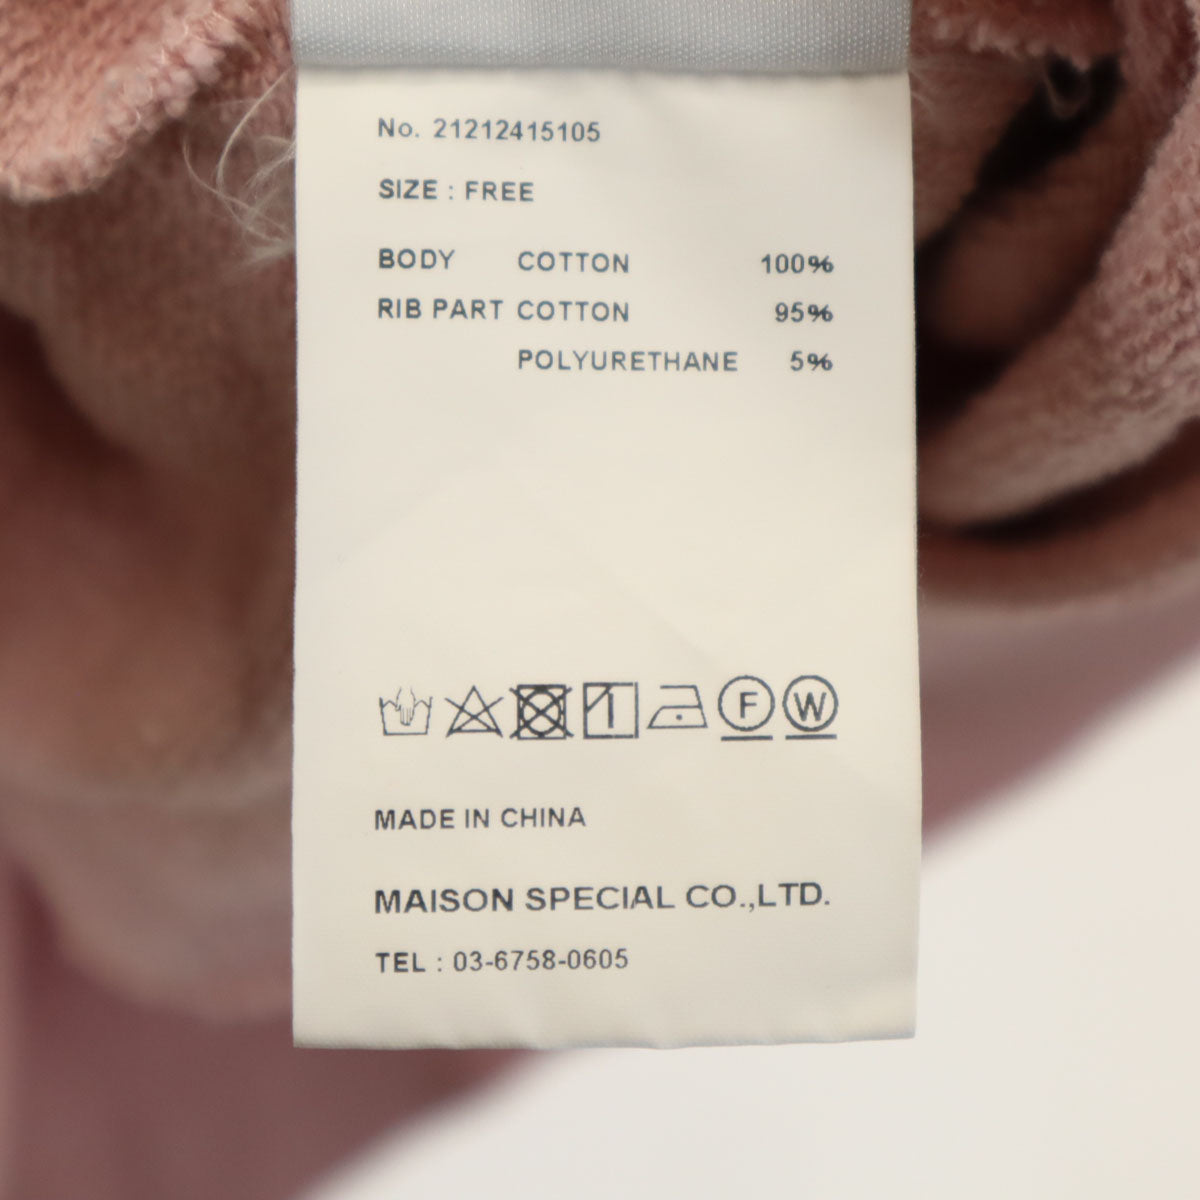 No. 21212415105
SIZE : FREE
BODY COTTON 100%
RIB PART COTTON 95%
POLYURETHANE 5%
F W
MADE IN CHINA
MAISON SPECIAL CO.,LTD.
TEL : 03-6758-0605